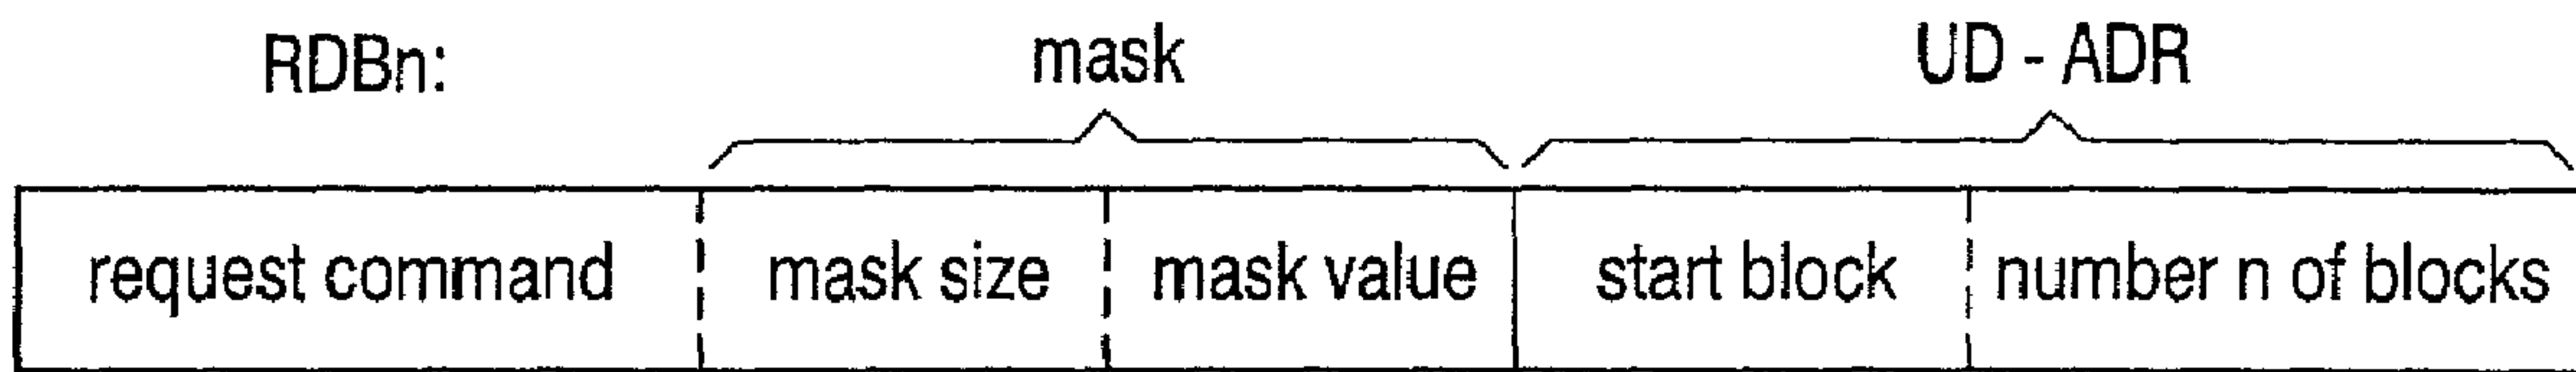 RDBn: mask UD - ADR
request command mask size mask value start block number n of blocks